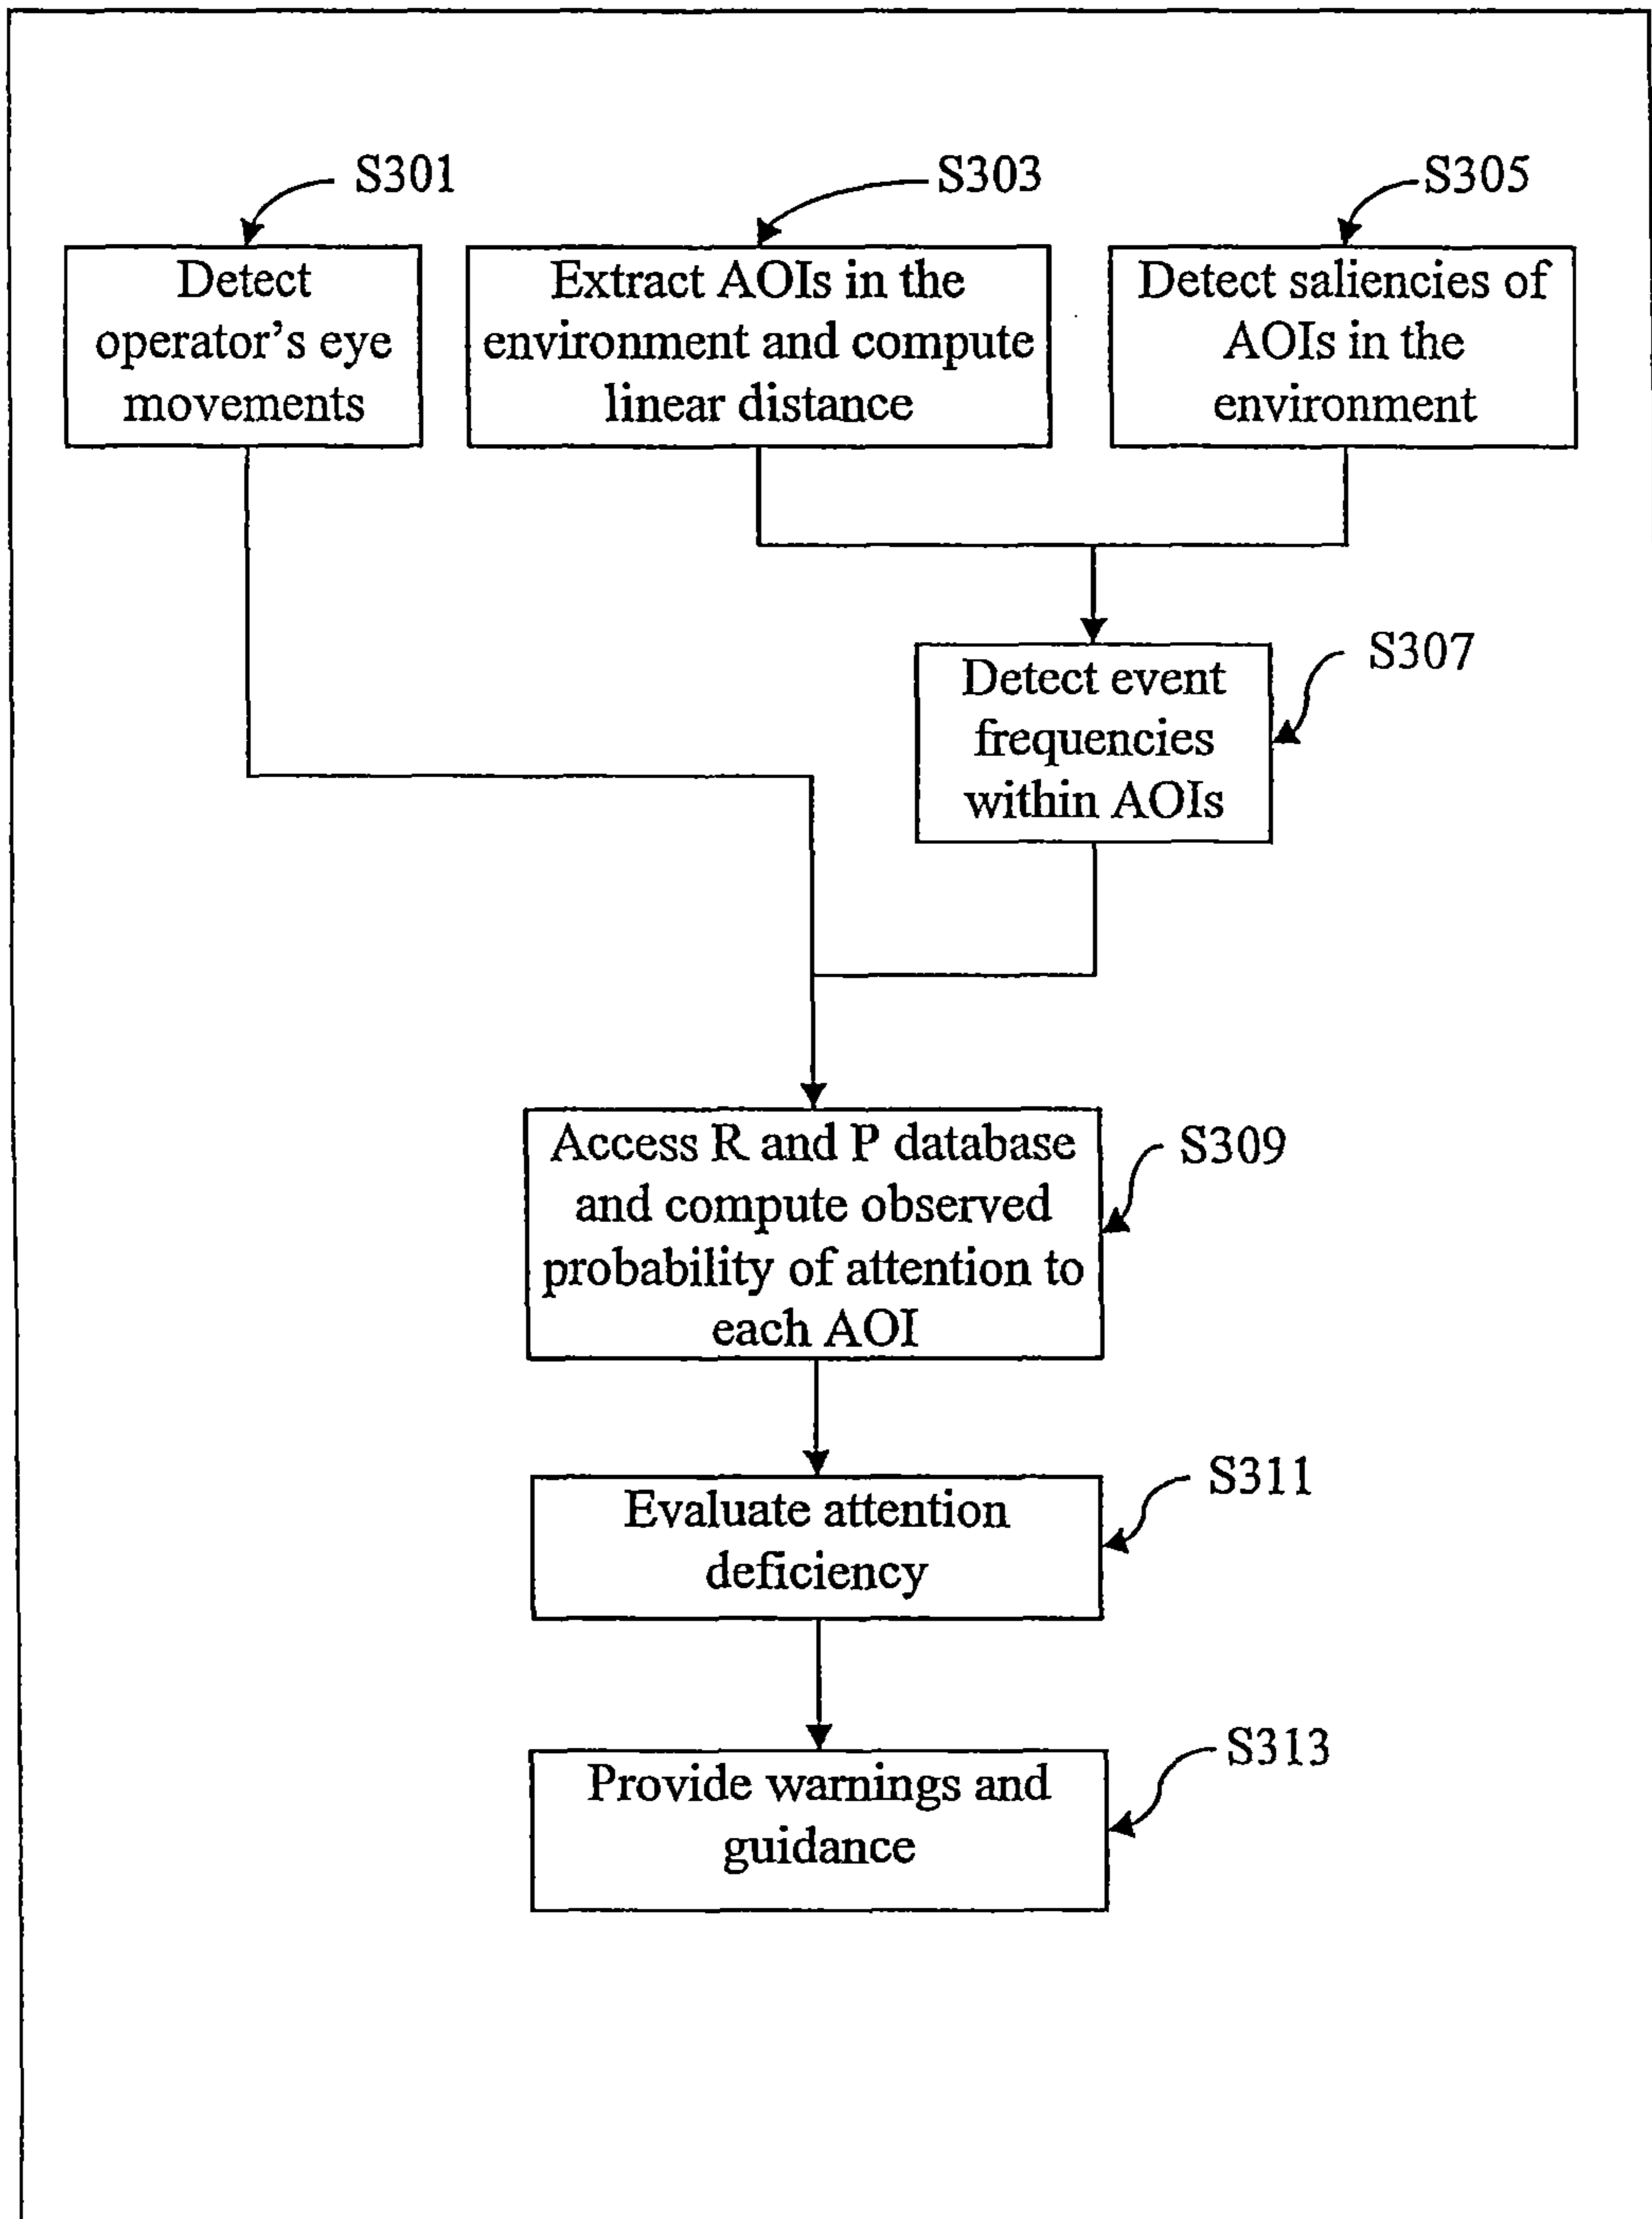 S301
S303
S305
Detect
operator's eye
movements
Extract AOIs in the
environment and compute
linear distance
Detect saliencies of
AOIs in the
environment
S307
Detect event
frequencies
within AOIs
Access R and P database
and compute observed
probability of attention to
each AOI
S309
Evaluate attention
deficiency
S311
Provide warnings and
guidance
S313